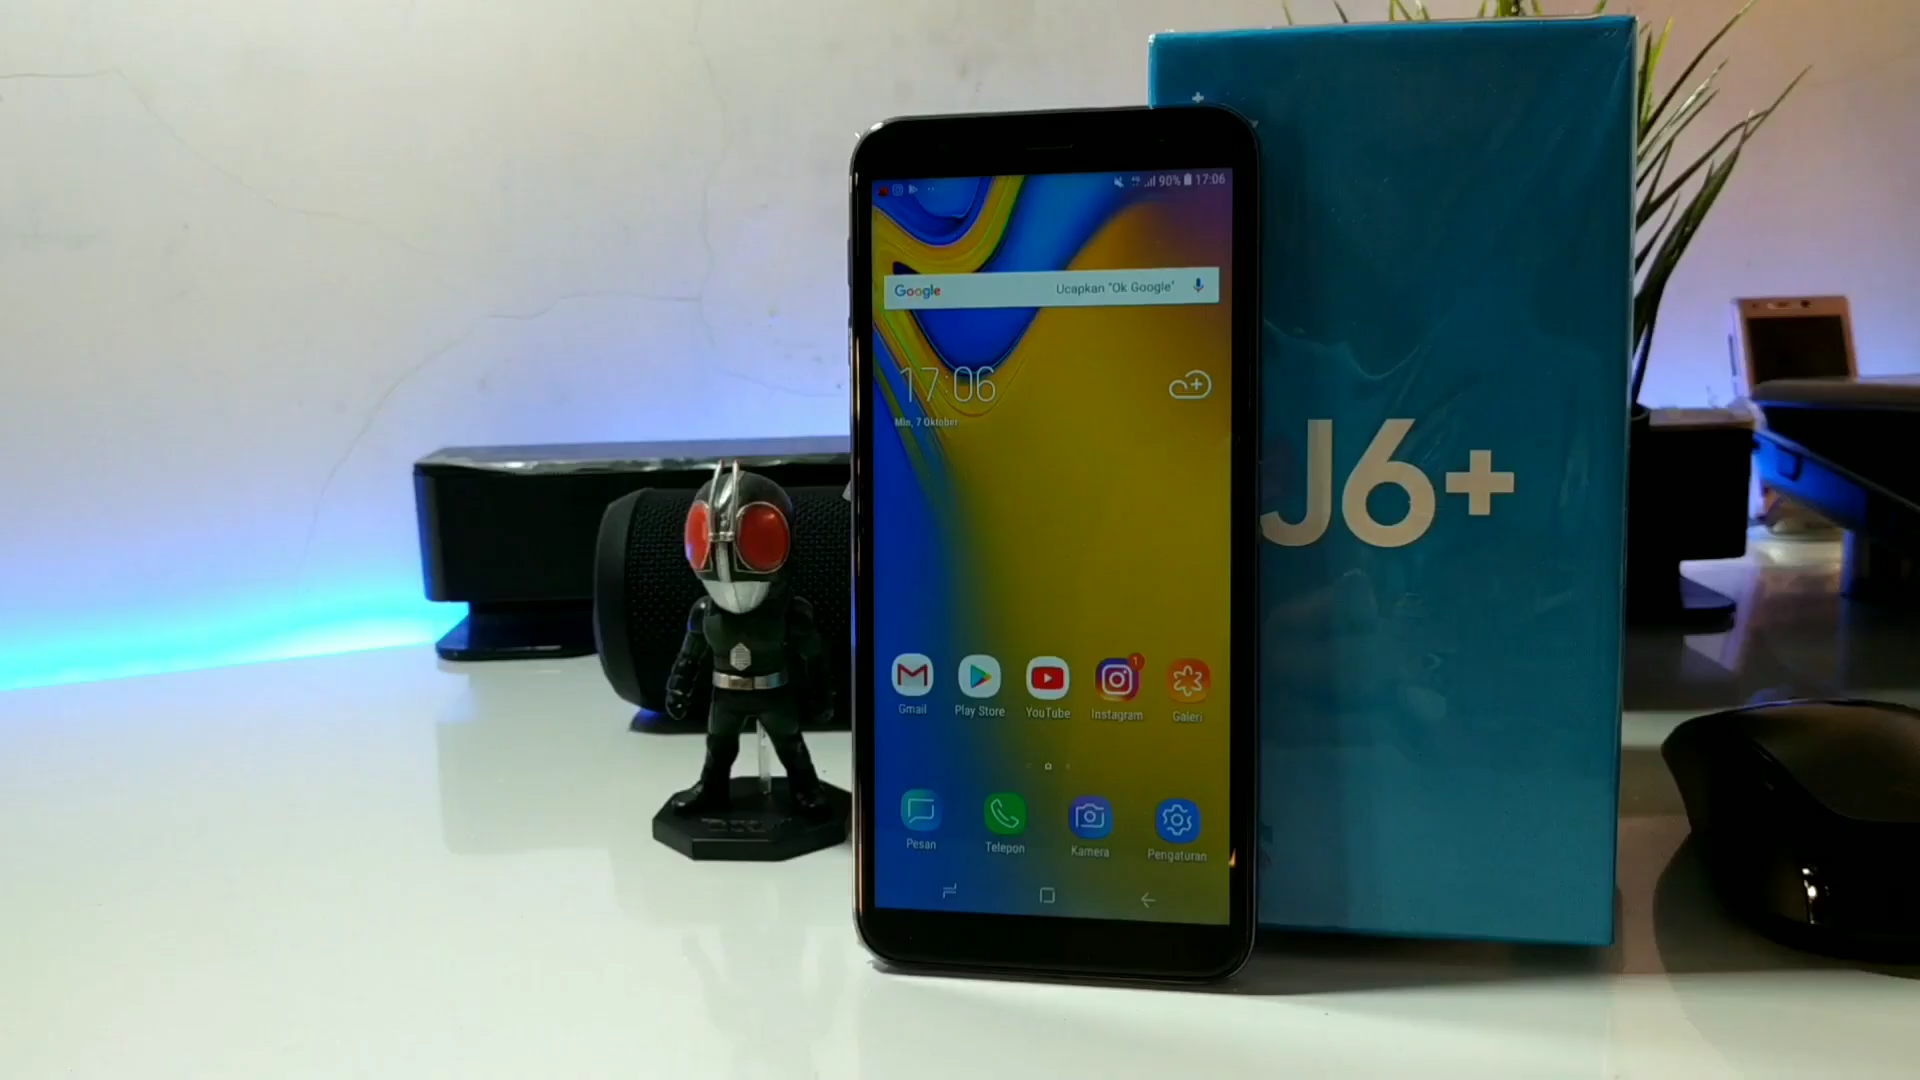 90% 17:06
Google Ucapkan "Ok Google"
17:06
Min, 7 Oktober
J6+
1
Gmail Play Store YouTube Instagram Galeri
Pesan Telepon Kamera Pengaturan